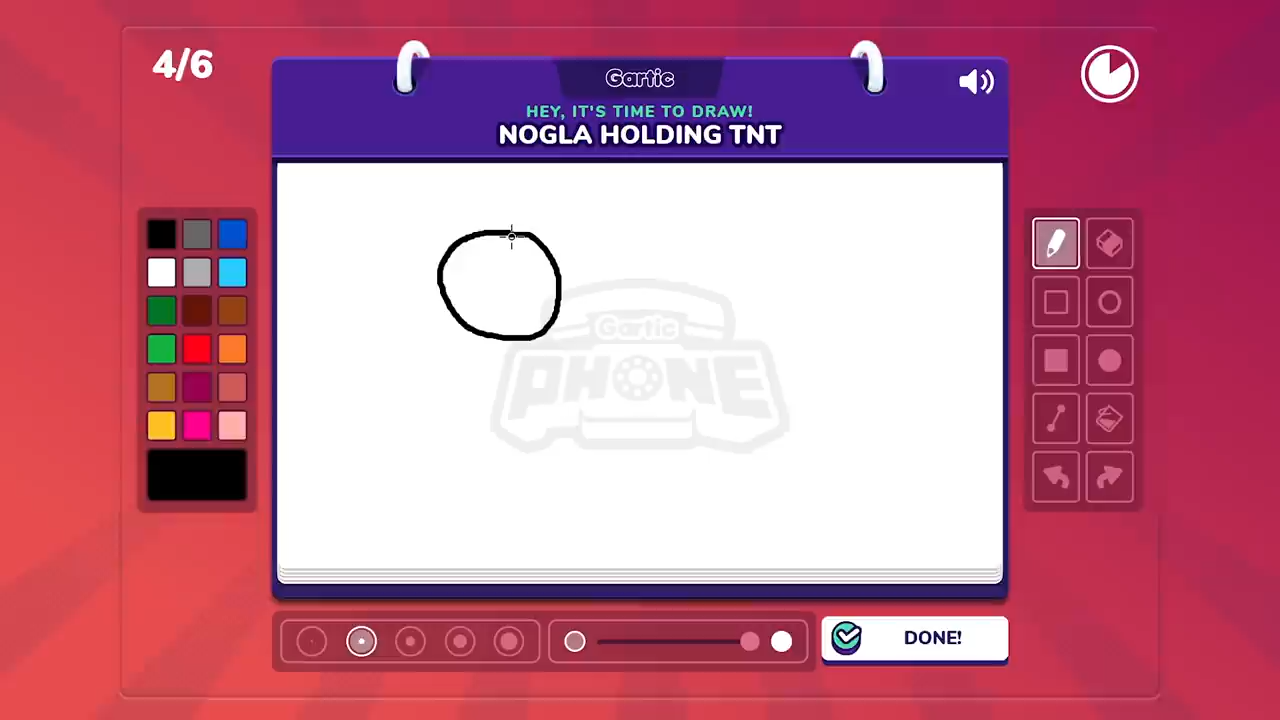 4/6
Gartic
HEY, IT'S TIME TO DRAW!
NOGLA HOLDING TNT
Gartic
PHONE
DONE!